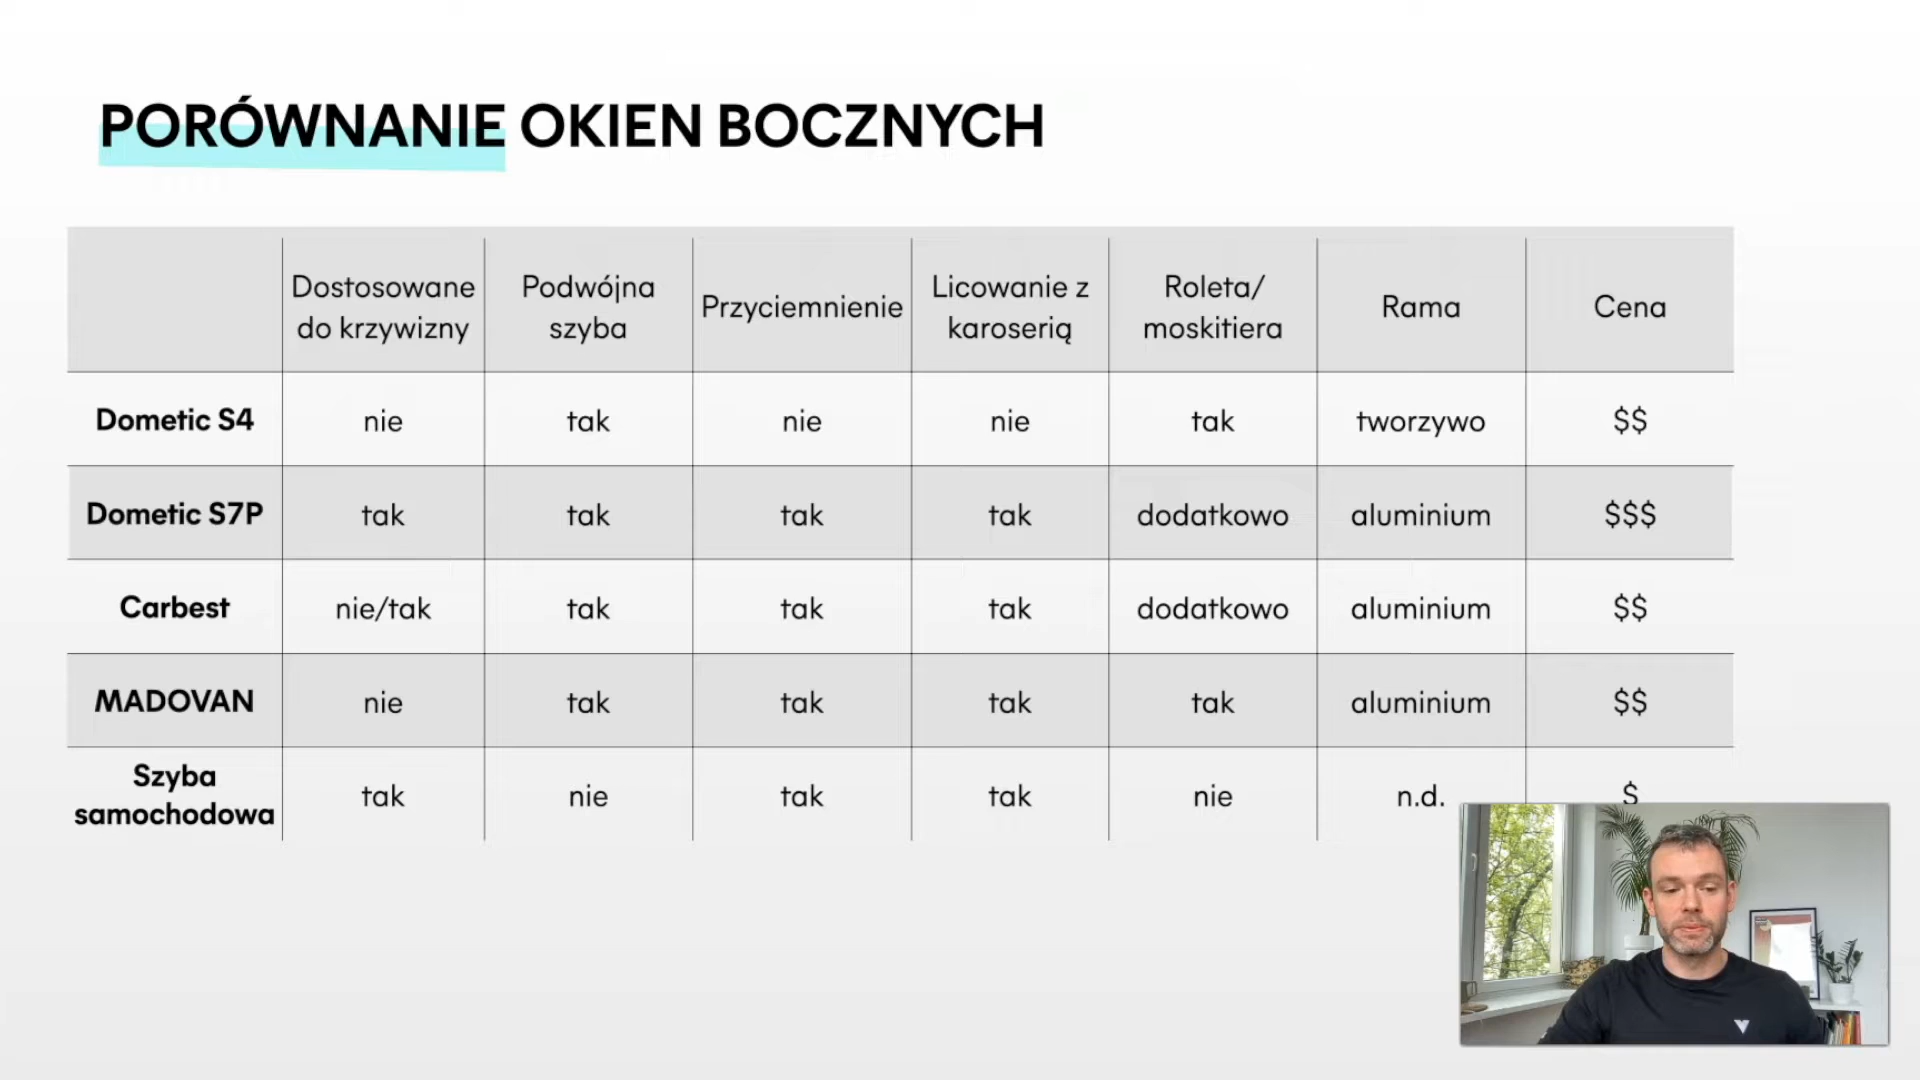 PORÓWNANIE OKIEN BOCZNYCH
Dostosowane do krzywizny Podwójna szyba Przyciemnienie Licowanie z karoserią Roleta/ moskitiera Rama Cena
Dometic S4 nie tak nie nie tak tworzywo $$
Dometic S7P tak tak tak tak dodatkowo aluminium $$$
Carbest nie/tak tak tak tak dodatkowo aluminium $$
MADOVAN nie tak tak tak tak aluminium $$
Szyba samochodowa tak nie tak tak nie n.d. $